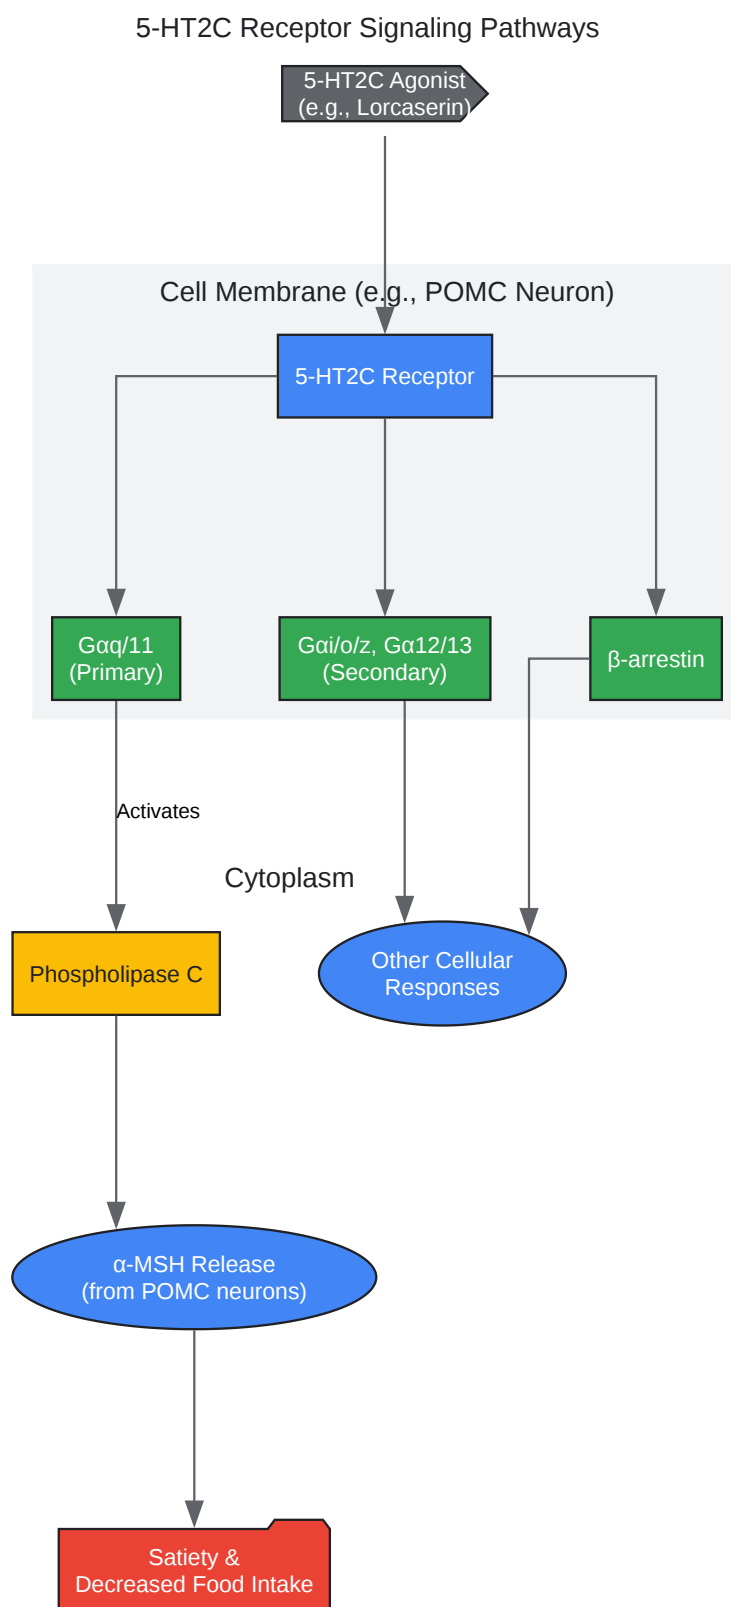 5-HT2C Receptor Signaling Pathways
5-HT2C Agonist
(e.g., Lorcaserin)
Cell Membrane (e.g., POMC Neuron)
5-HT2C Receptor
Gαq/11
(Primary)
Gαi/o/z, Gα12/13
(Secondary)
β-arrestin
Activates
Cytoplasm
Phospholipase C
Other Cellular
Responses
α-MSH Release
(from POMC neurons)
Satiety &
Decreased Food Intake